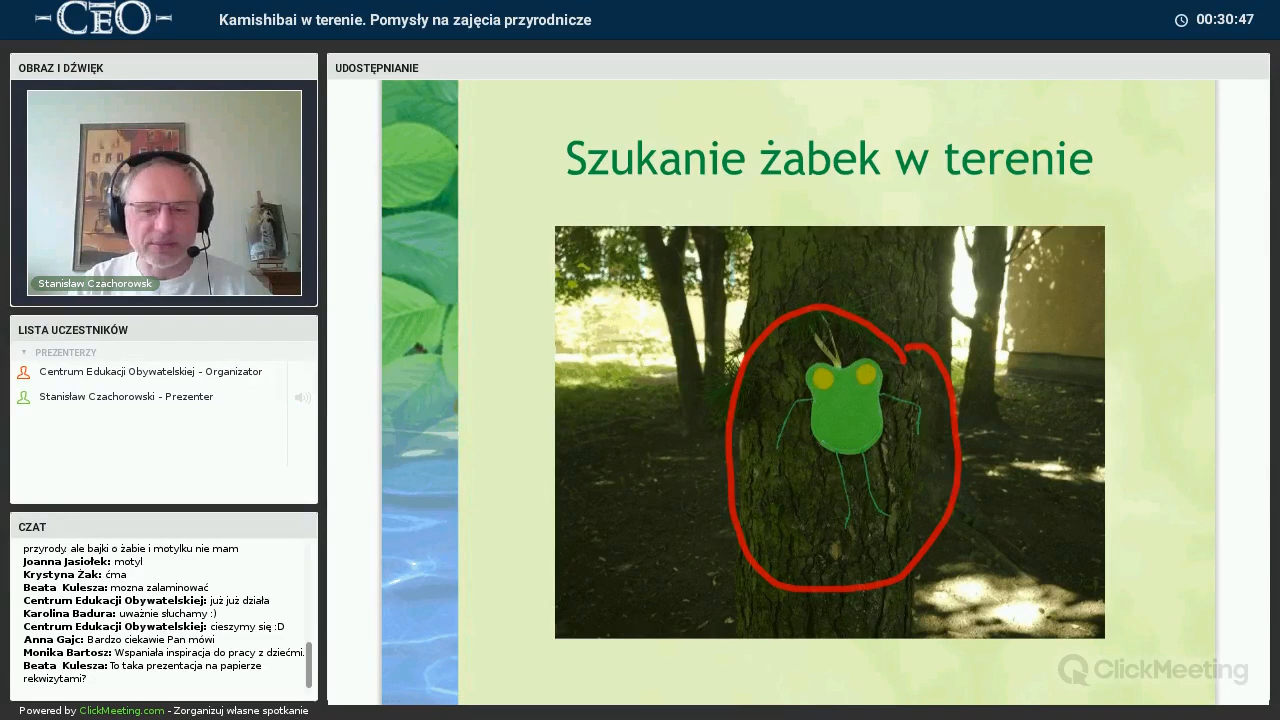 CEO
Kamishibai w terenie. Pomysły na zajęcia przyrodnicze
00:30:47
OBRAZ I DŹWIĘK
Stanisław Czachorowsk
LISTA UCZESTNIKÓW
PREZENTERZY
Centrum Edukacji Obywatelskiej - Organizator
Stanisław Czachorowski - Prezenter
CZAT
przyrody. ale bajki o żabie i motylku nie mam
Joanna Jasiołek: motyl
Krystyna Żak: ćma
Beata Kulesza: mozna zalaminować
Centrum Edukacji Obywatelskiej: już już działa
Karolina Badura: uważnie słuchamy :)
Centrum Edukacji Obywatelskiej: cieszymy się :D
Anna Gajc: Bardzo ciekawie Pan mówi
Monika Bartosz: Wspaniała inspiracja do pracy z dziećmi.
Beata Kulesza: To taka prezentacja na papierze
rekwizytami?
Powered by ClickMeeting.com - Zorganizuj własne spotkanie
UDOSTĘPNIANIE
Szukanie żabek w terenie
ClickMeeting